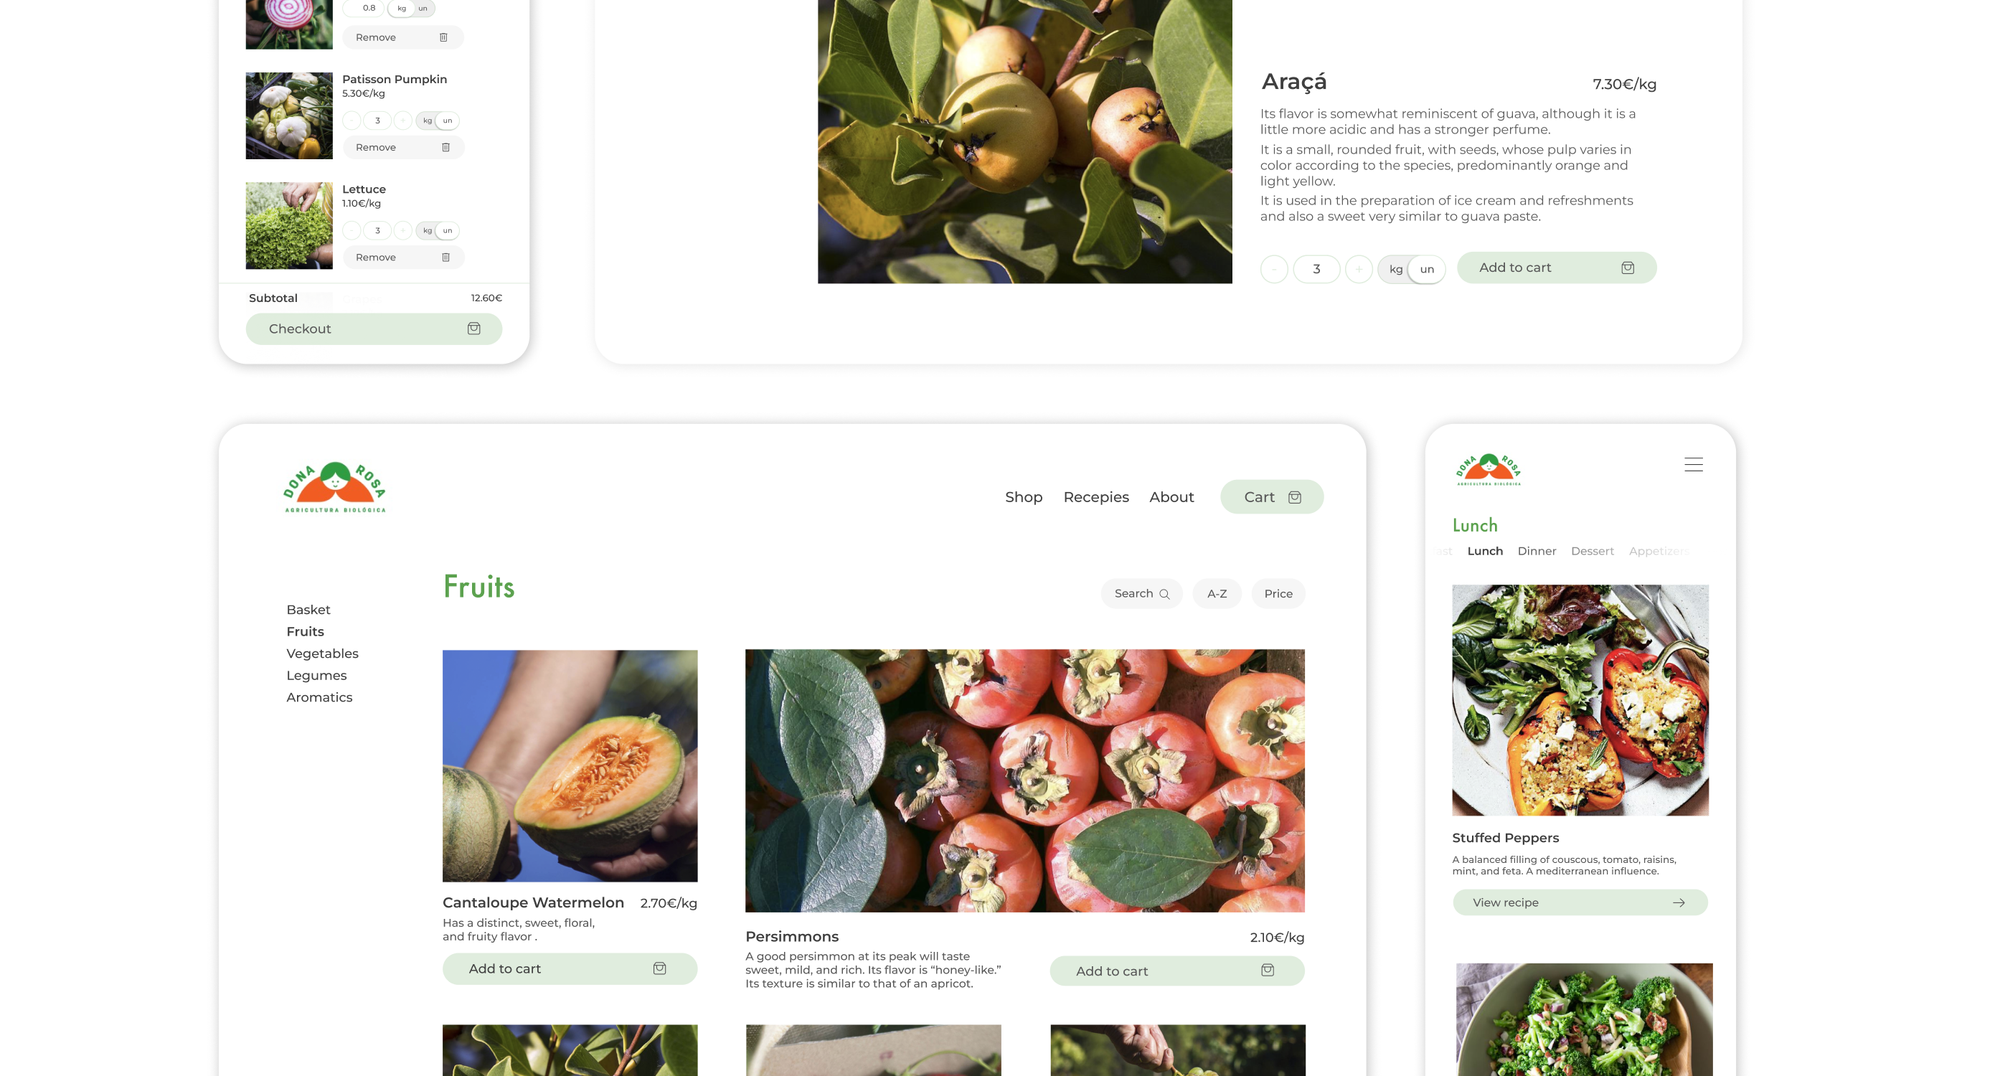 0.8
kg un
Remove
Patisson Pumpkin
5.30€/kg
- 3 + kg un
Remove
Lettuce
1.10€/kg
- 3 + kg un
Remove
Subtotal 12.60€
Checkout
Araçá 7.30€/kg
Its flavor is somewhat reminiscent of guava, although it is a
little more acidic and has a stronger perfume.
It is a small, rounded fruit, with seeds, whose pulp varies in
color according to the species, predominantly orange and
light yellow.
It is used in the preparation of ice cream and refreshments
and also a sweet very similar to guava paste.
- 3 + kg un Add to cart
DONA ROSA
AGRICULTURA BIOLÓGICA
Shop Recepies About Cart
Fruits
Search A-Z Price
Basket
Fruits
Vegetables
Legumes
Aromatics
Cantaloupe Watermelon 2.70€/kg
Has a distinct, sweet, floral,
and fruity flavor .
Add to cart
Persimmons 2.10€/kg
A good persimmon at its peak will taste
sweet, mild, and rich. Its flavor is “honey-like.”
Its texture is similar to that of an apricot.
Add to cart
DONA ROSA
AGRICULTURA BIOLÓGICA
Lunch
Lunch Dinner Dessert Appetizers
Stuffed Peppers
A balanced filling of couscous, tomato, raisins,
mint, and feta. A mediterranean influence.
View recipe